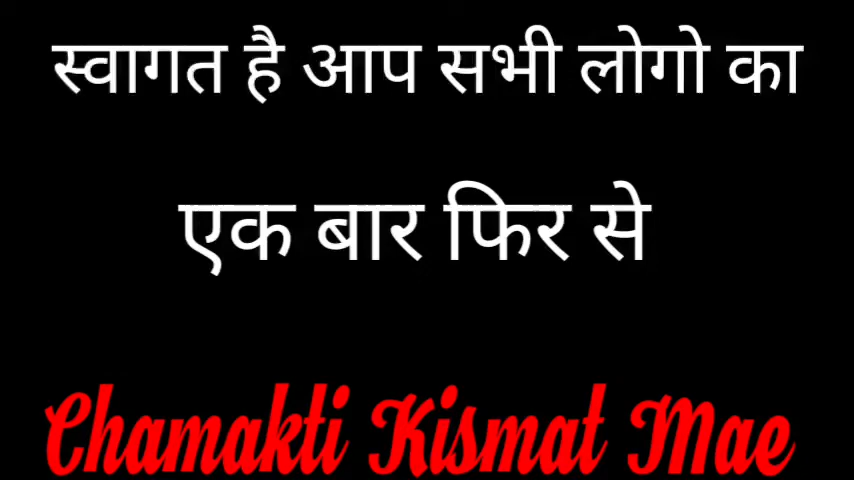 स्वागत है आप सभी लोगो का
एक बार फिर से
Chamakti Kismat Mae